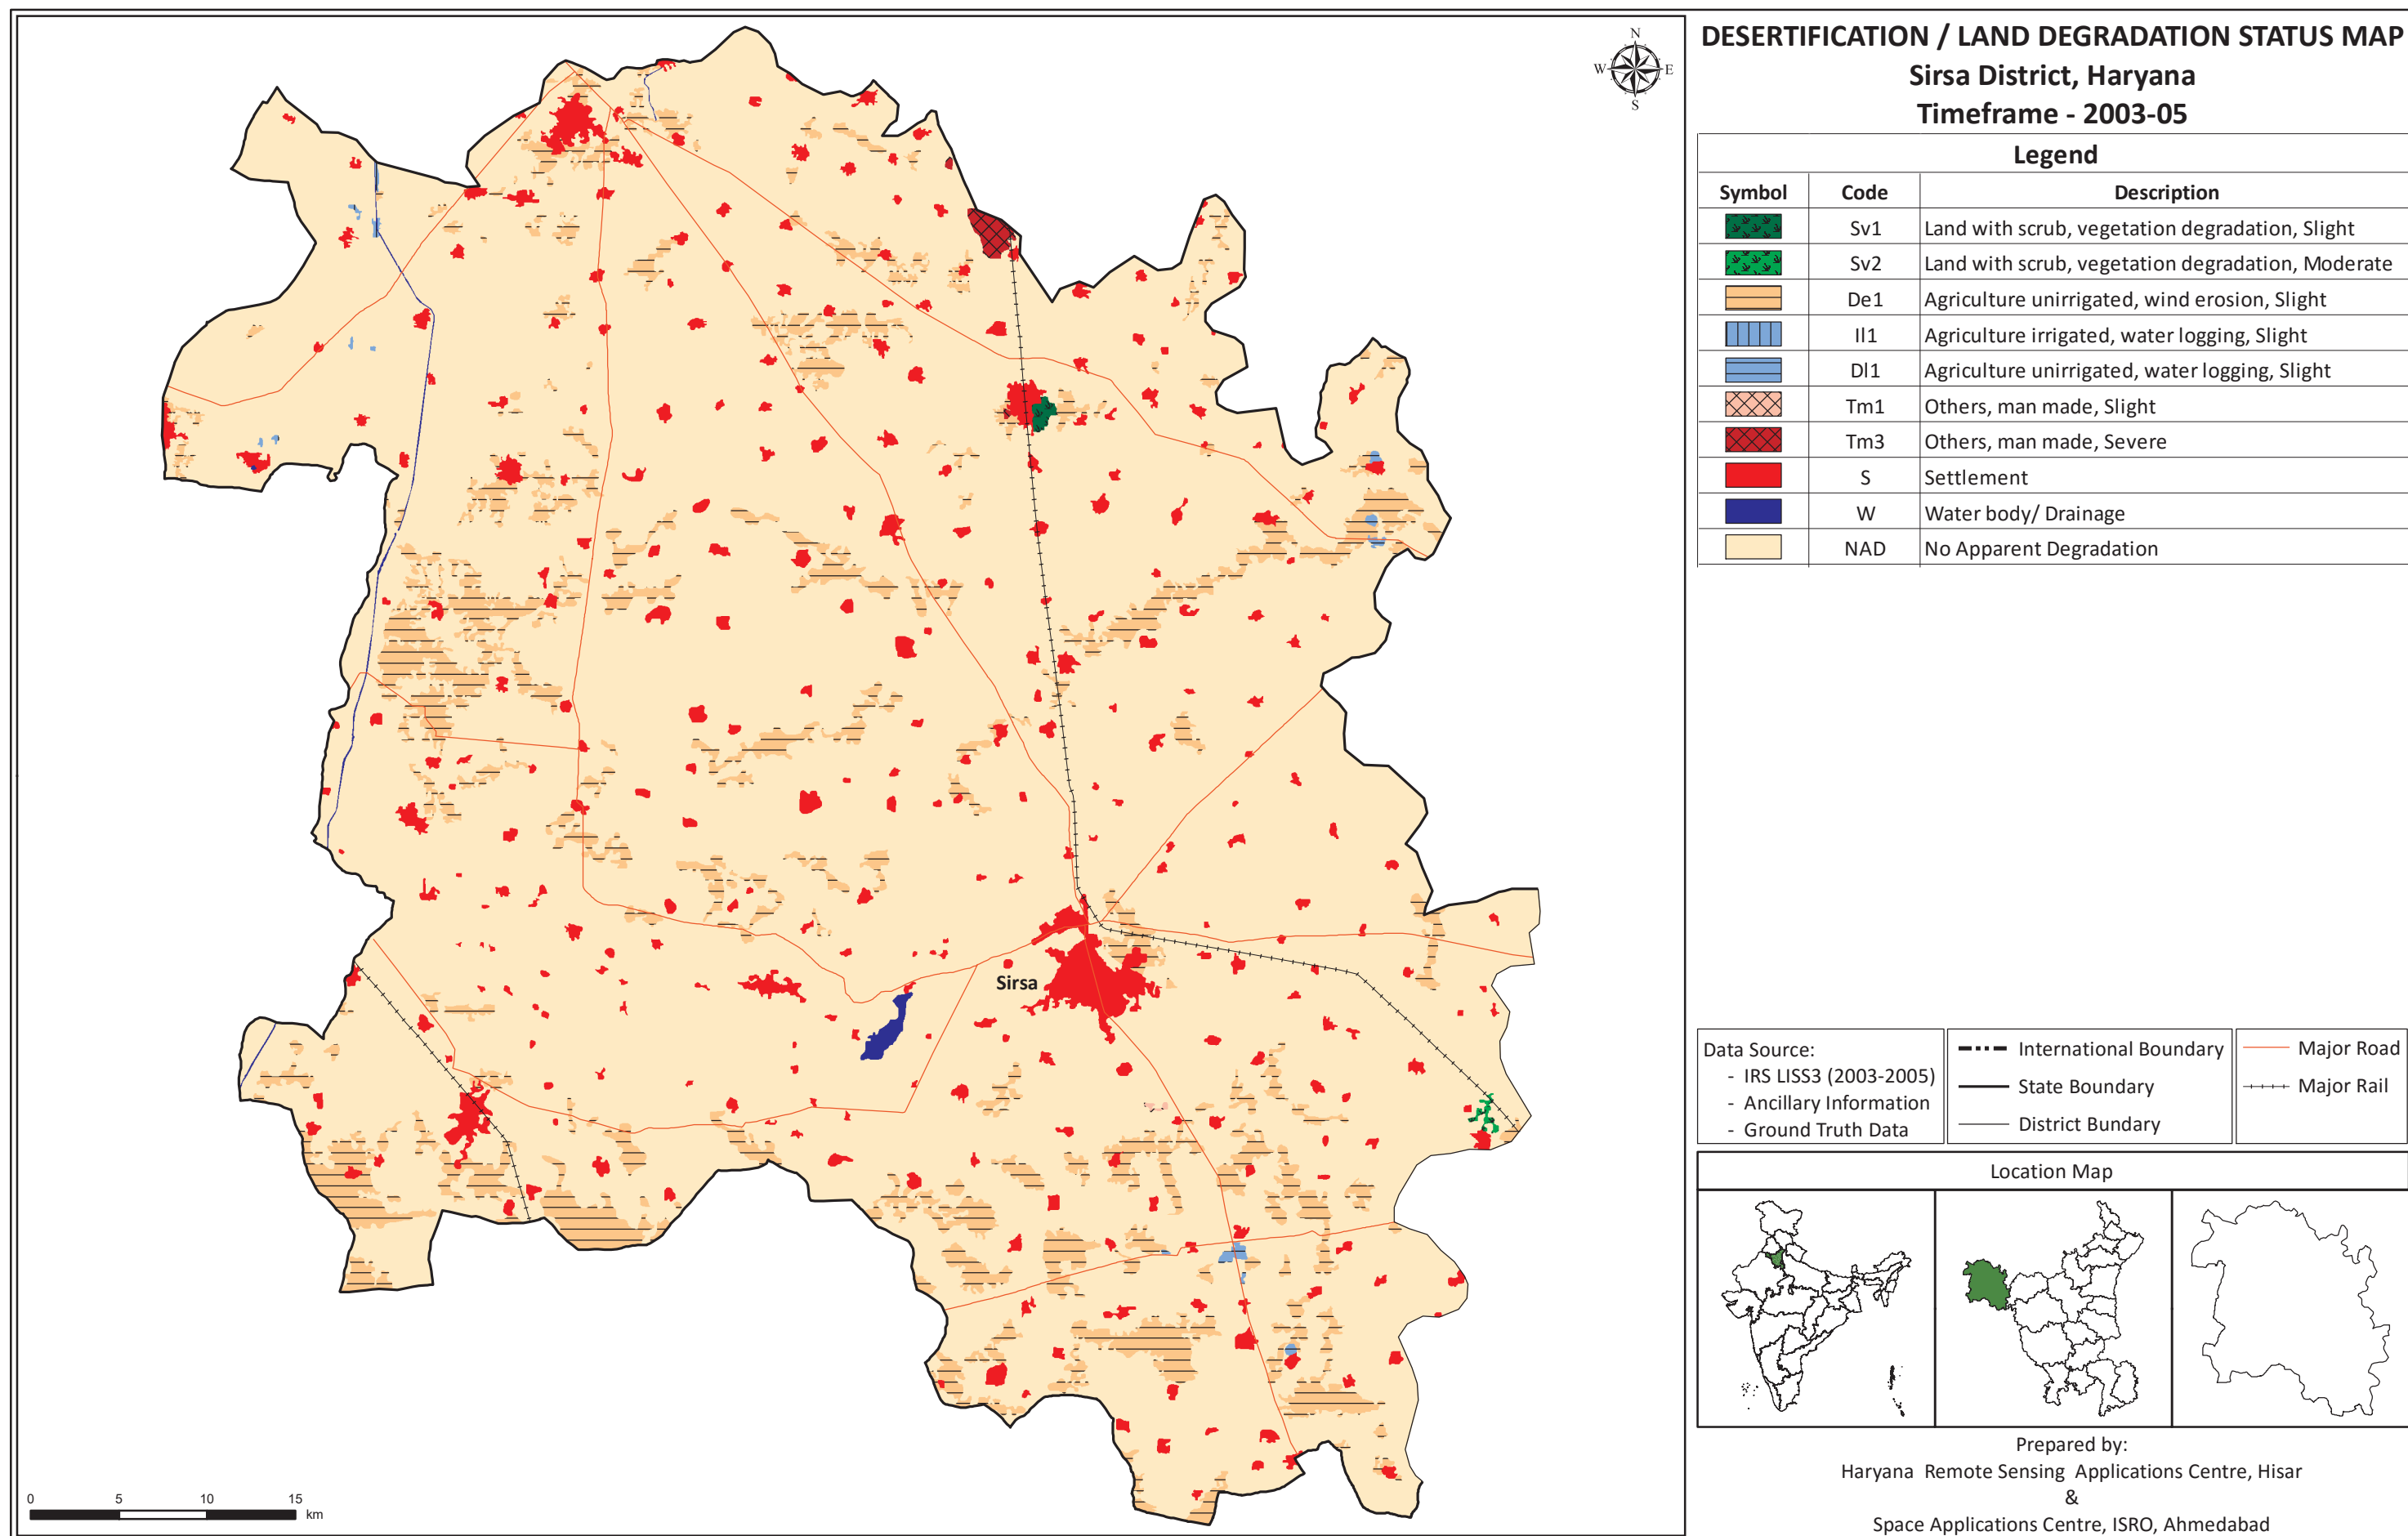 DESERTIFICATION / LAND DEGRADATION STATUS MAP
Sirsa District, Haryana
Timeframe - 2003-05
Legend
Symbol Code Description
Sv1 Land with scrub, vegetation degradation, Slight
Sv2 Land with scrub, vegetation degradation, Moderate
De1 Agriculture unirrigated, wind erosion, Slight
Il1 Agriculture irrigated, water logging, Slight
Dl1 Agriculture unirrigated, water logging, Slight
Tm1 Others, man made, Slight
Tm3 Others, man made, Severe
S Settlement
W Water body/ Drainage
NAD No Apparent Degradation
N
W E
S
Sirsa
0 5 10 15
km
Data Source:
- IRS LISS3 (2003-2005)
- Ancillary Information
- Ground Truth Data
International Boundary
State Boundary
District Bundary
Major Road
Major Rail
Location Map
Prepared by:
Haryana Remote Sensing Applications Centre, Hisar
&
Space Applications Centre, ISRO, Ahmedabad